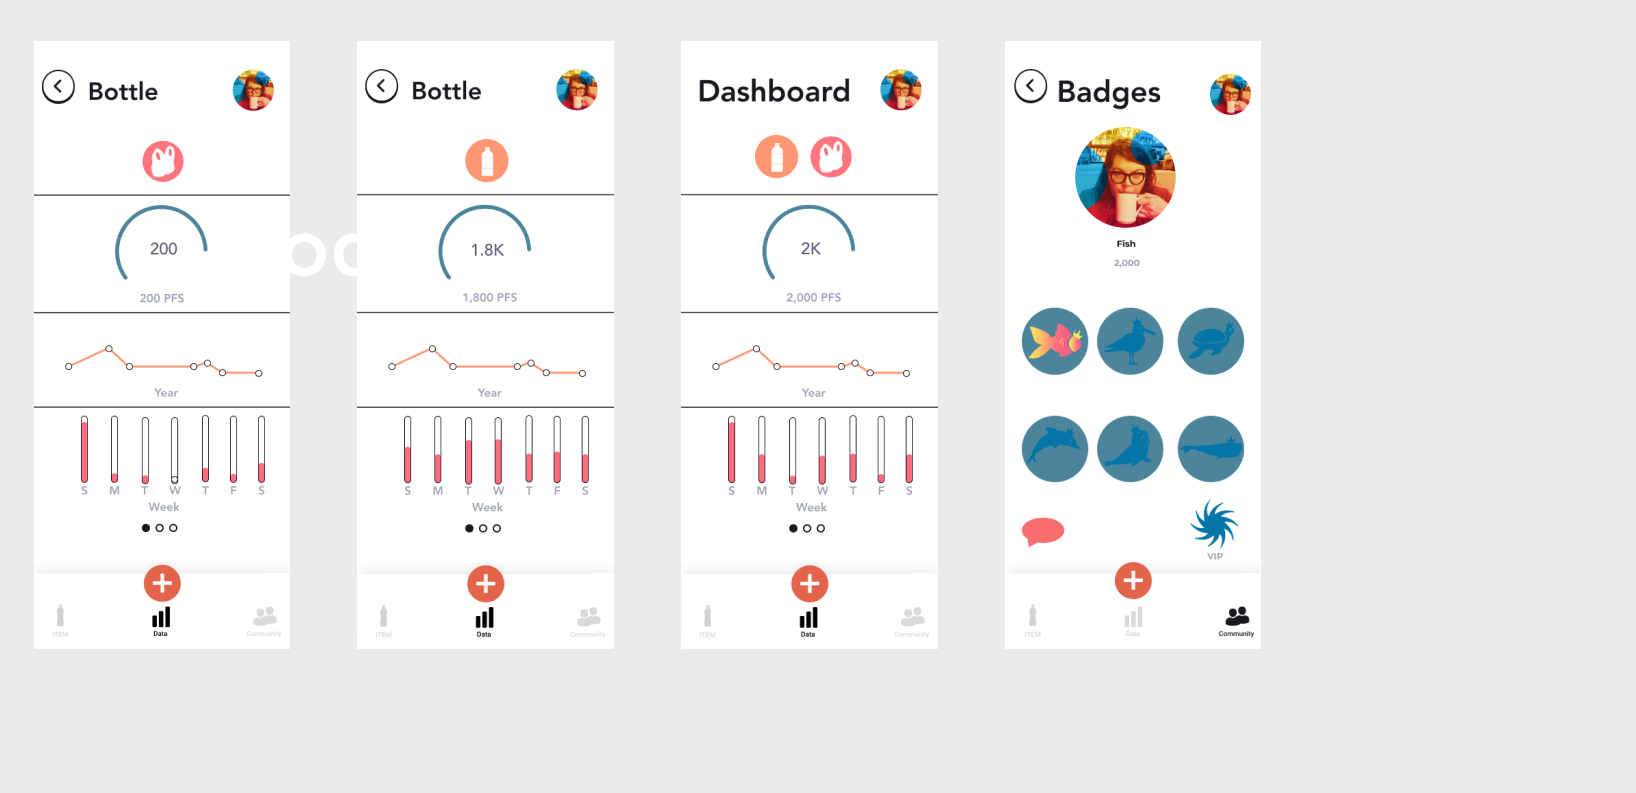 Bottle
200
200 PFS
Year
S M T W T F S
Week
ITEM Data Community
Bottle
1.8K
1,800 PFS
Year
S M T W T F S
Week
ITEM Data Community
Dashboard
2K
2,000 PFS
Year
S M T W T F S
Week
ITEM Data Community
Badges
Fish
2,000
VIP
ITEM Data Community